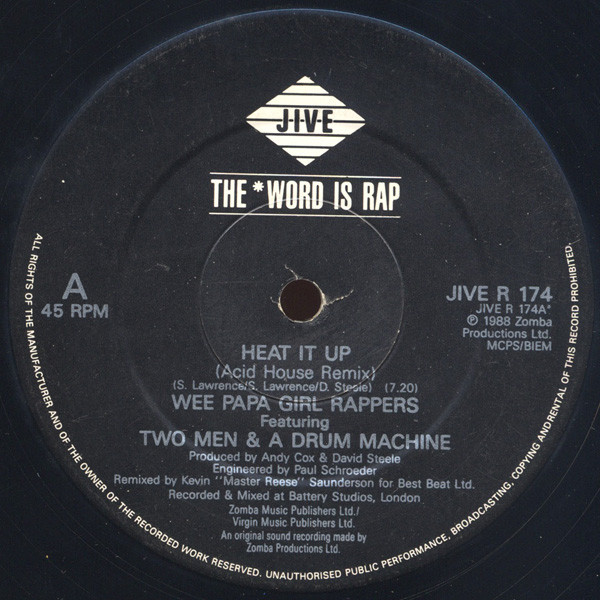 J·I·V·E
THE *WORD IS RAP
A
45 RPM
JIVE R 174
JIVE R 174A*
℗ 1988 Zomba
Productions Ltd.
MCPS/BIEM
HEAT IT UP
(Acid House Remix)
(S. Lawrence/S. Lawrence/D. Steele) (7.20)
WEE PAPA GIRL RAPPERS
Featuring
TWO MEN & A DRUM MACHINE
Produced by Andy Cox & David Steele
Engineered by Paul Schroeder
Remixed by Kevin "Master Reese" Saunderson for Best Beat Ltd.
Recorded & Mixed at Battery Studios, London
Zomba Music Publishers Ltd./
Virgin Music Publishers Ltd.
An original sound recording made by
Zomba Productions Ltd.
ALL RIGHTS OF THE MANUFACTURER AND OF THE OWNER OF THE RECORDED WORK RESERVED. UNAUTHORISED PUBLIC PERFORMANCE, BROADCASTING, COPYING ANDRENTAL OF THIS RECORD PROHIBITED.